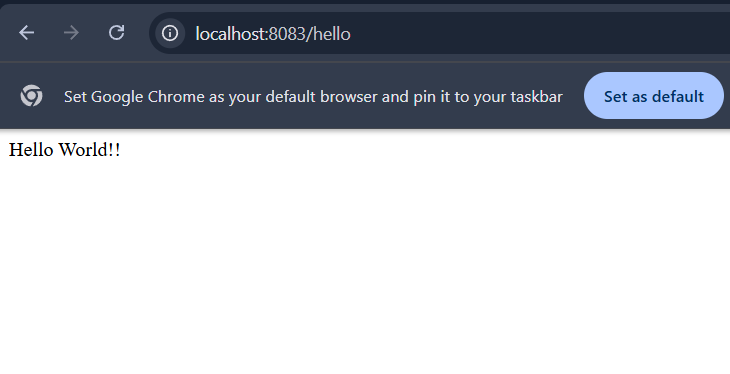 localhost:8083/hello
Set Google Chrome as your default browser and pin it to your taskbar Set as default
Hello World!!